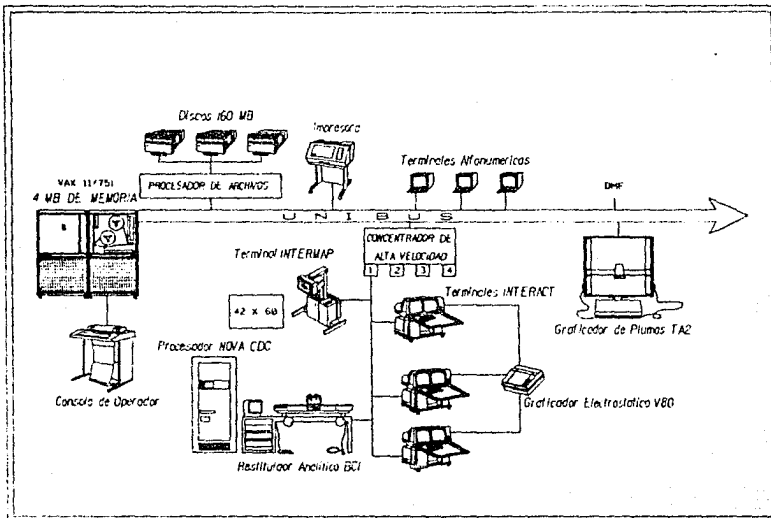 Discos 160 MB
Impresora
Terminales Alfanumericas
VAX 11/751
4 MB DE MEMORIA
PROCESADOR DE ARCHIVOS
DMF
UNIBUS
CONCENTRADOR DE
ALTA VELOCIDAD
1 2 3 4
Terminal INTERMAP
Terminales INTERACT
42 X 60
Graficador de Plumas TA2
Procesador NOVA CDC
Consola de Operador
Graficador Electrostatico V80
Restituidor Analitico